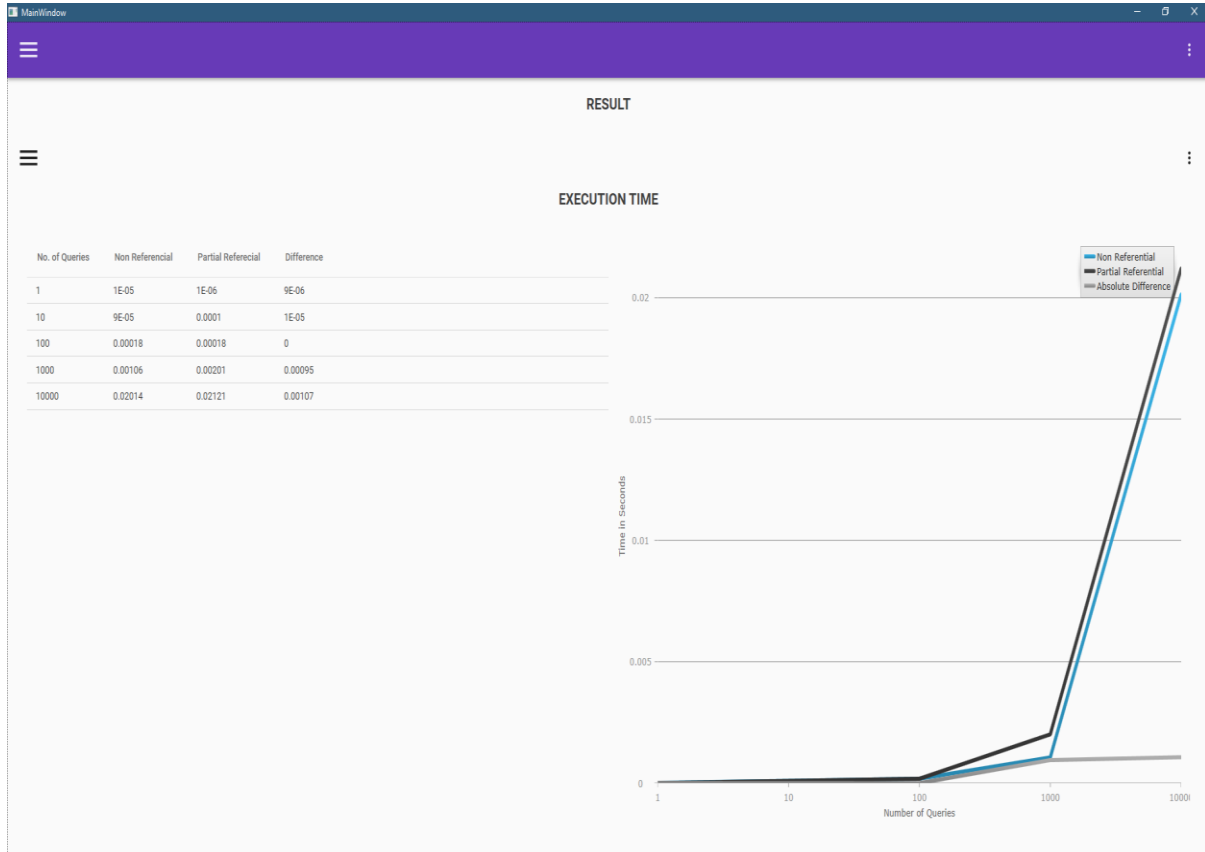 MainWindow
RESULT
EXECUTION TIME
No. of Queries Non Referencial Partial Referecial Difference
1 1E-05 1E-06 9E-06
10 9E-05 0.0001 1E-05
100 0.00018 0.00018 0
1000 0.00106 0.00201 0.00095
10000 0.02014 0.02121 0.00107
Non Referential
Partial Referential
Absolute Difference
0.02
0.015
0.01
0.005
0
Time in Seconds
1 10 100 1000 1000
Number of Queries